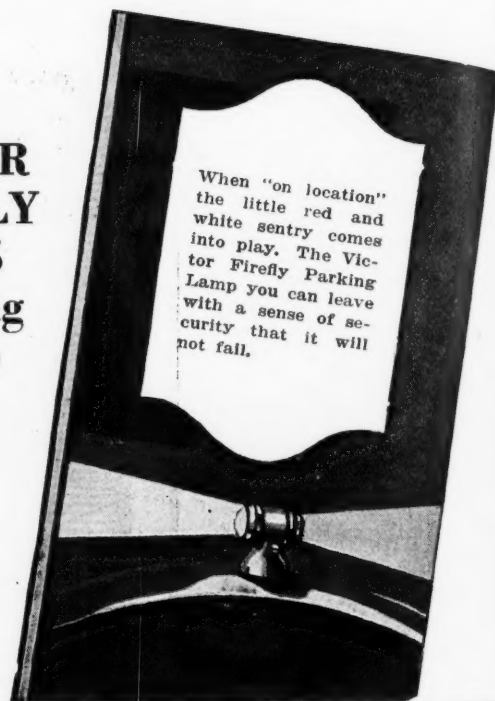 R
LY
S
g
When "on location"
the little red and
white sentry comes
into play. The Vic-
tor Firefly Parking
Lamp you can leave
with a sense of se-
curity that it will
not fail.